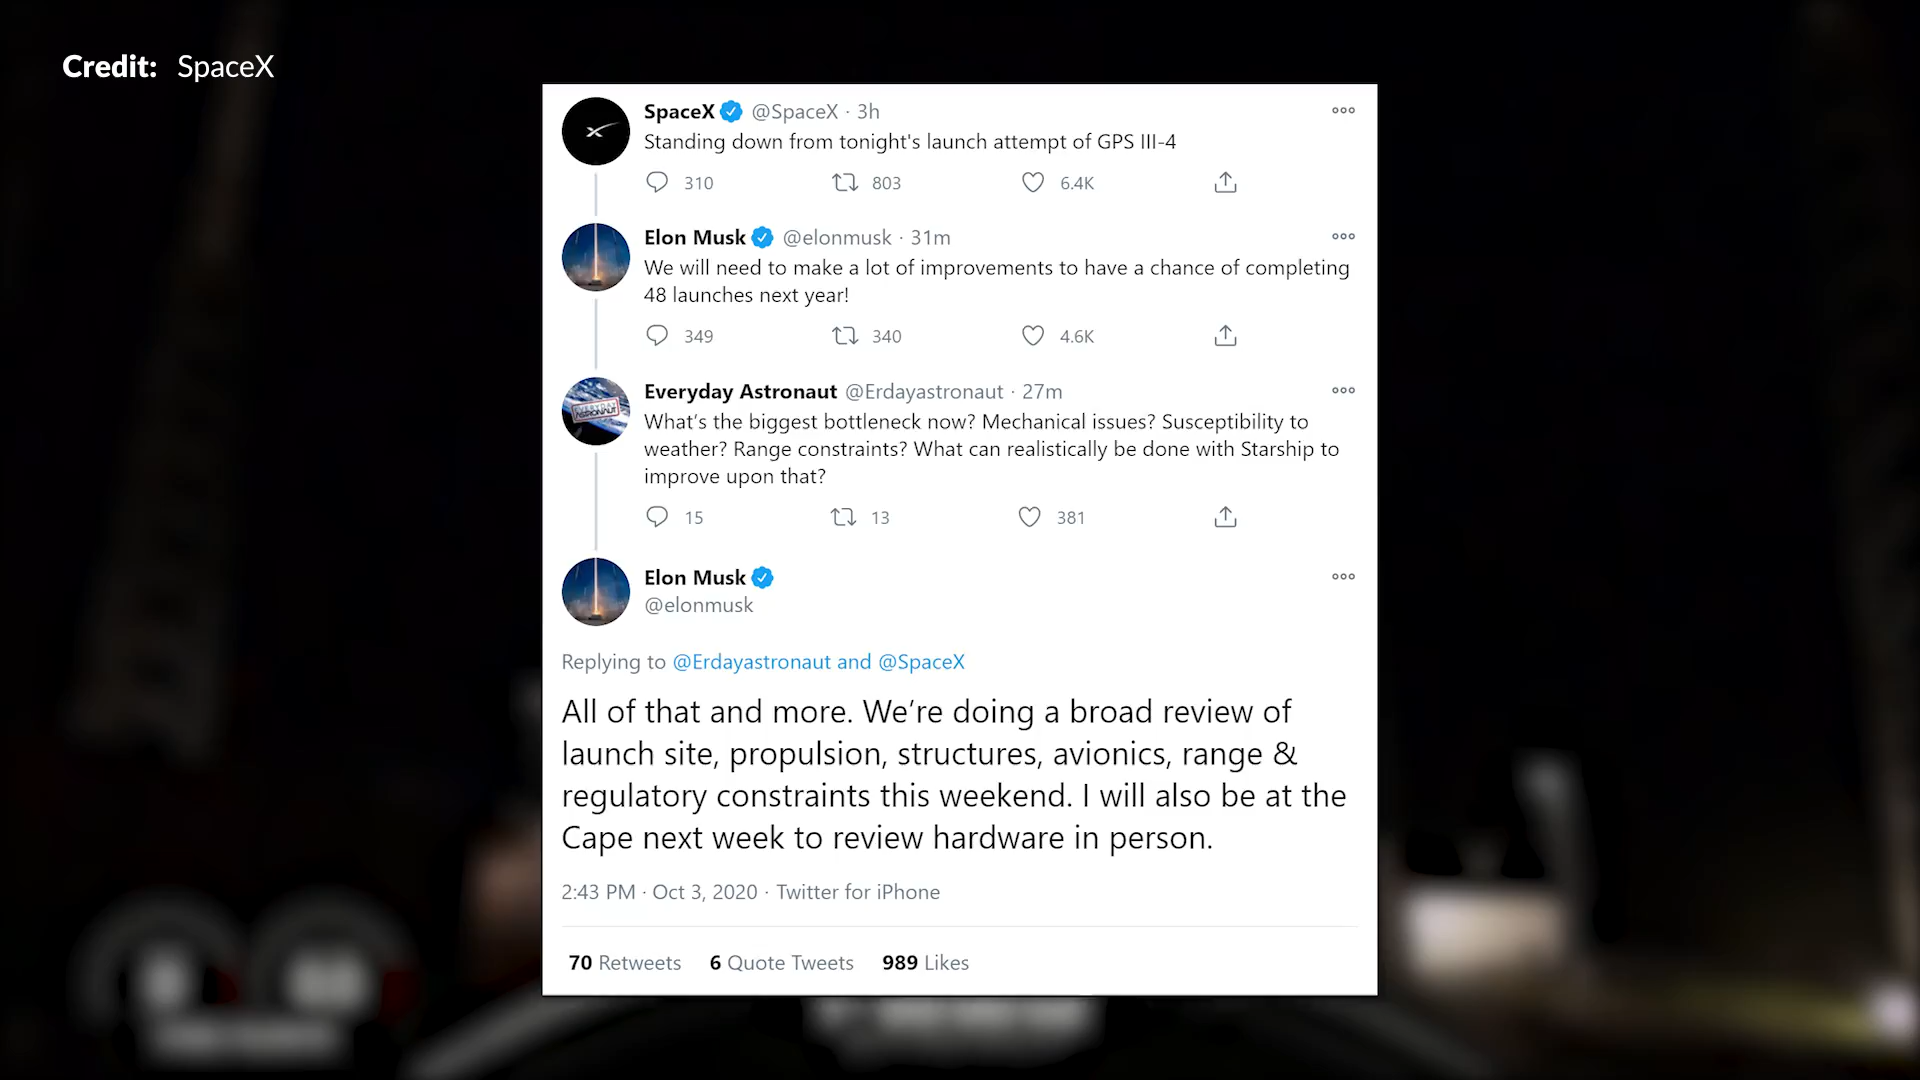 Credit: SpaceX
SpaceX @SpaceX · 3h
Standing down from tonight's launch attempt of GPS III-4
310 803 6.4K
Elon Musk @elonmusk · 31m
We will need to make a lot of improvements to have a chance of completing
48 launches next year!
349 340 4.6K
EVERYDAY ASTRONAUT
Everyday Astronaut @Erdayastronaut · 27m
What's the biggest bottleneck now? Mechanical issues? Susceptibility to
weather? Range constraints? What can realistically be done with Starship to
improve upon that?
15 13 381
Elon Musk
@elonmusk
Replying to @Erdayastronaut and @SpaceX
All of that and more. We’re doing a broad review of
launch site, propulsion, structures, avionics, range &
regulatory constraints this weekend. I will also be at the
Cape next week to review hardware in person.
2:43 PM · Oct 3, 2020 · Twitter for iPhone
70 Retweets 6 Quote Tweets 989 Likes